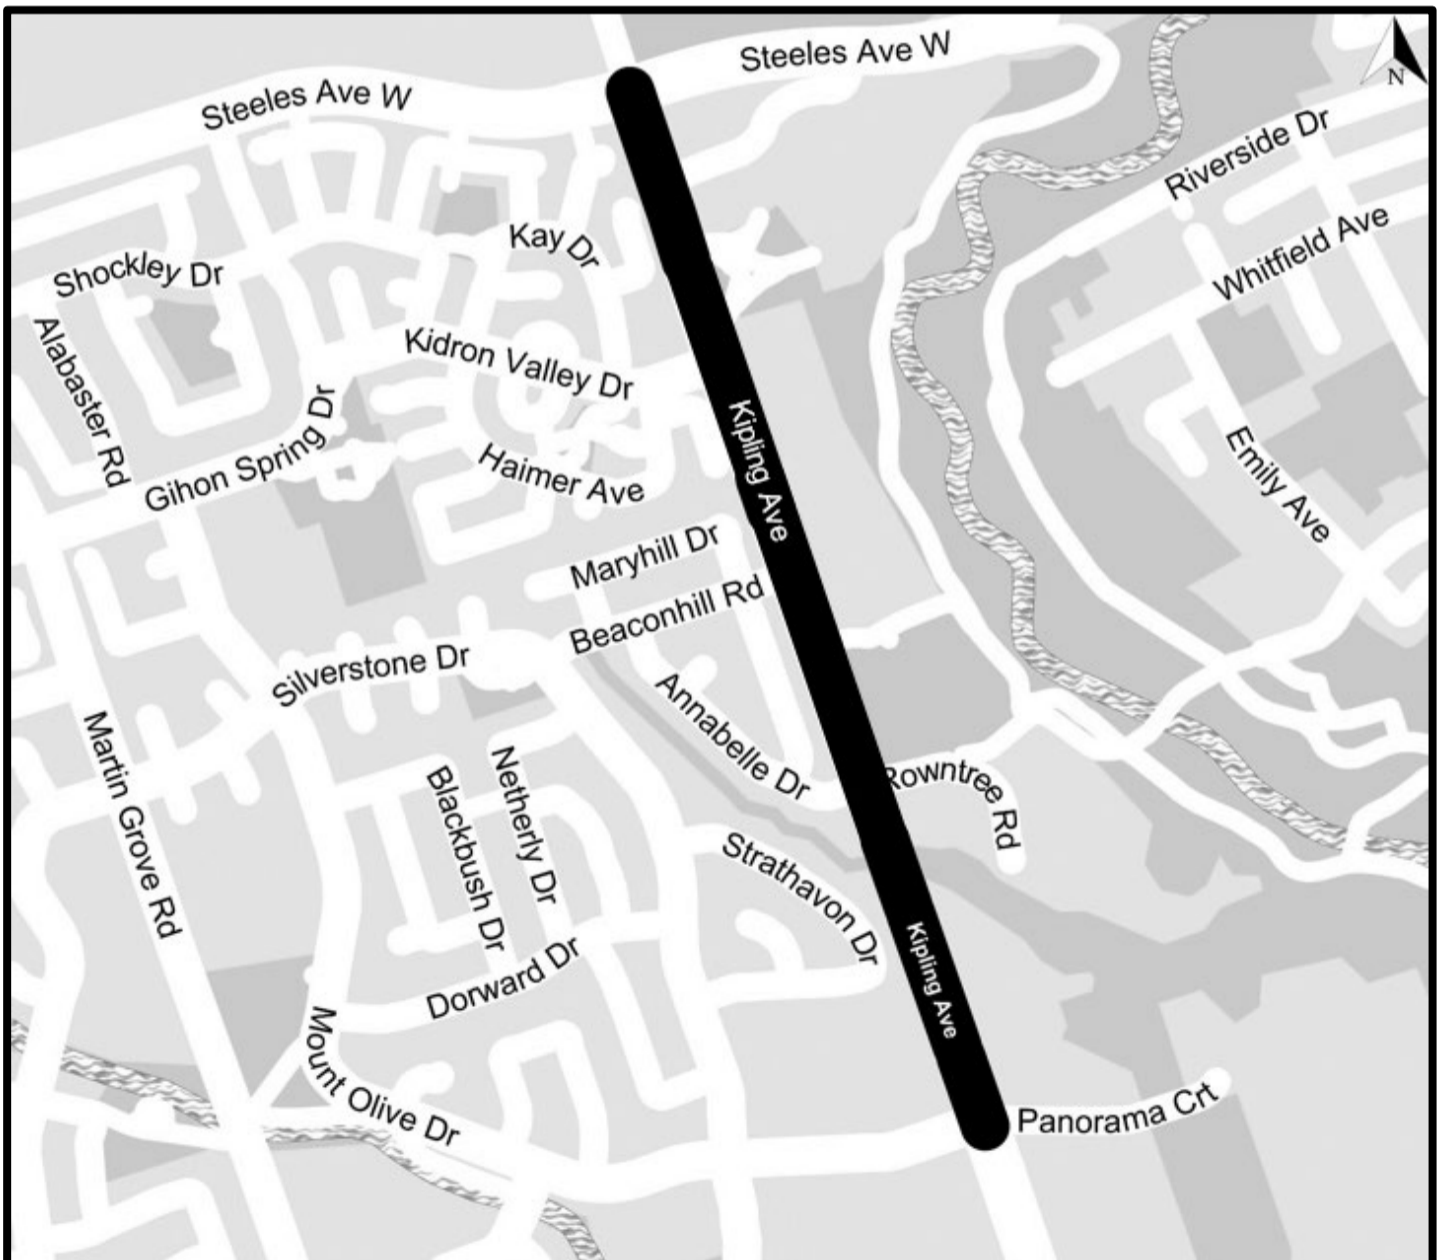 Steeles Ave W
Steeles Ave W
N
Riverside Dr
Whitfield Ave
Kay Dr
Shockley Dr
Alabaster Rd
Kidron Valley Dr
Gihon Spring Dr
Haimer Ave
Kipling Ave
Emily Ave
Maryhill Dr
Beaconhill Rd
Silverstone Dr
Annabelle Dr
Martin Grove Rd
Blackbush Dr
Netherly Dr
Rowntree Rd
Strathavon Dr
Dorward Dr
Kipling Ave
Mount Olive Dr
Panorama Crt